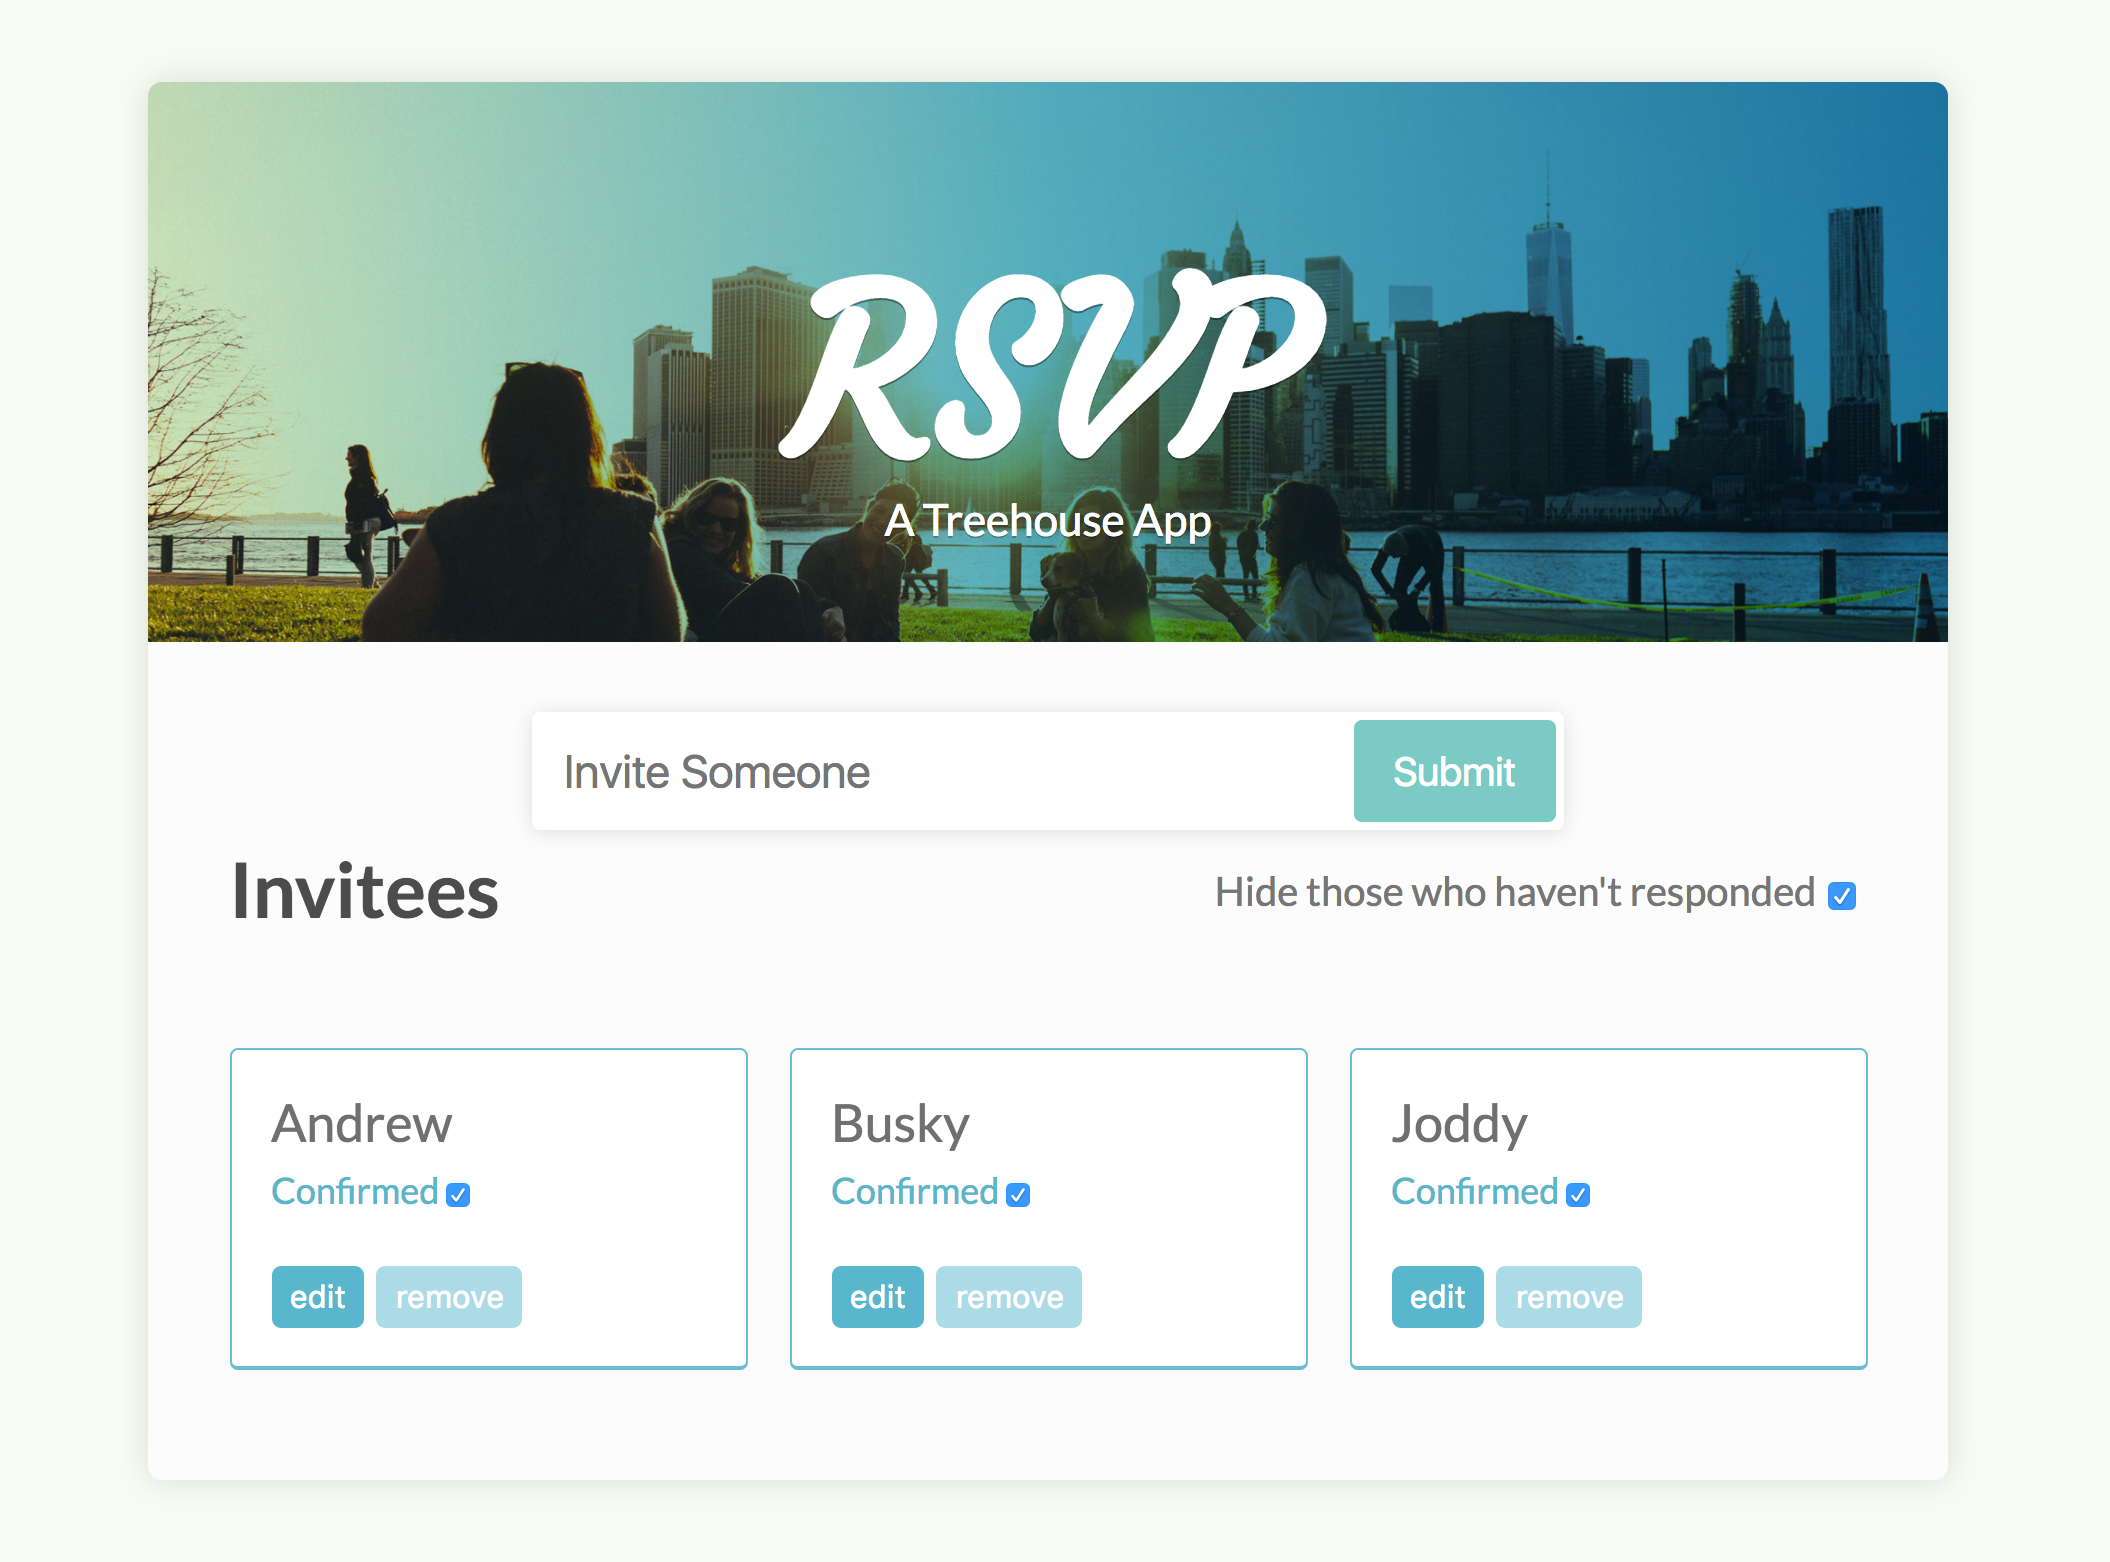 RSVP
A Treehouse App
Invite Someone
Submit
Invitees
Hide those who haven't responded
Andrew
Confirmed
edit
remove
Busky
Confirmed
edit
remove
Joddy
Confirmed
edit
remove